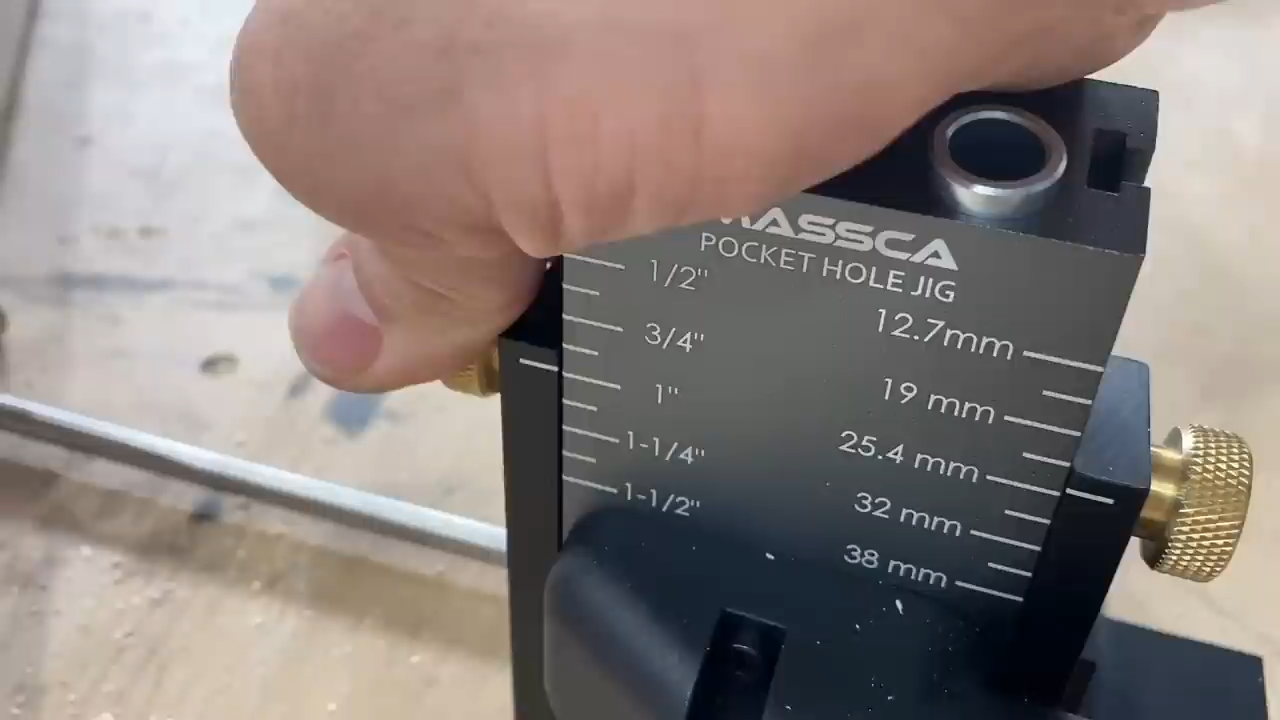 MASSCA
POCKET HOLE JIG
1/2"
3/4"
1"
1-1/4"
1-1/2"
12.7mm
19 mm
25.4 mm
32 mm
38 mm